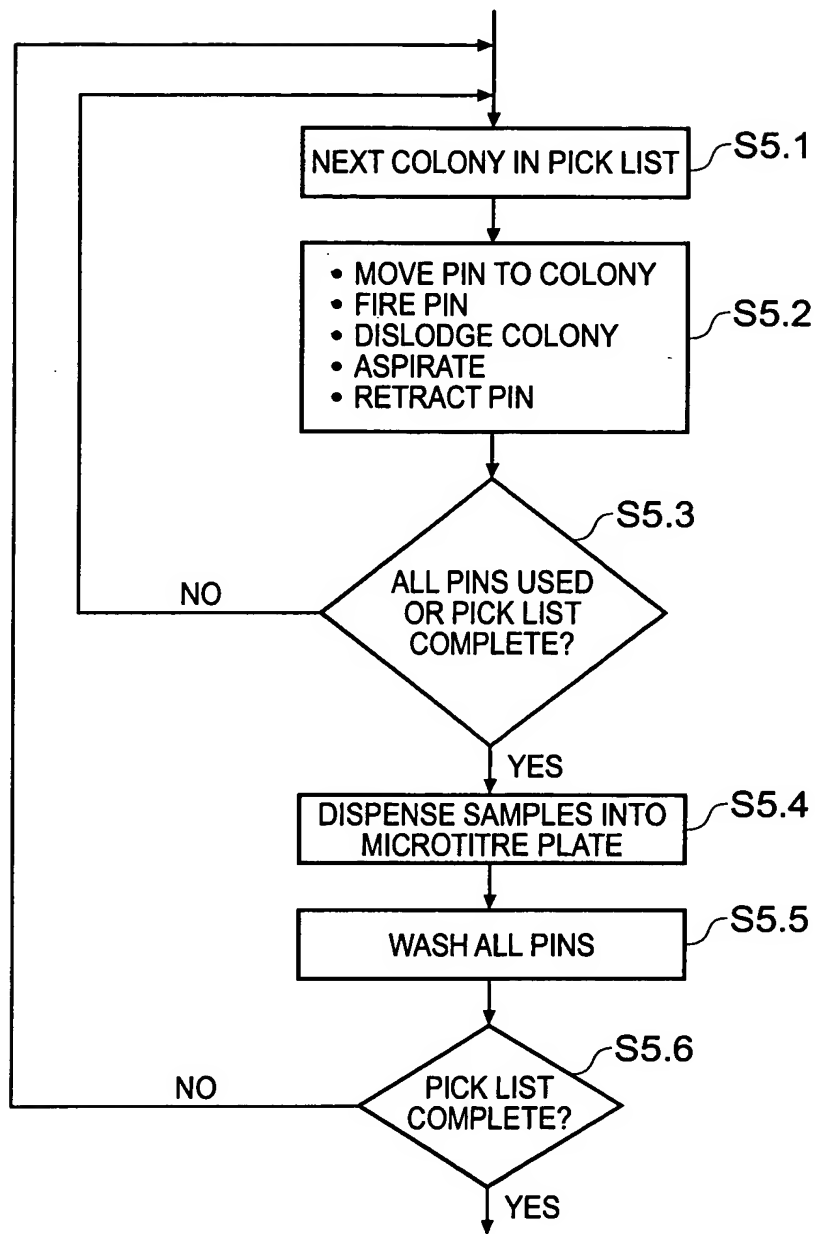 NEXT COLONY IN PICK LIST
S5.1
• MOVE PIN TO COLONY
• FIRE PIN
• DISLODGE COLONY
• ASPIRATE
• RETRACT PIN
S5.2
S5.3
ALL PINS USED
OR PICK LIST
COMPLETE?
NO
YES
DISPENSE SAMPLES INTO
MICROTITRE PLATE
S5.4
WASH ALL PINS
S5.5
S5.6
PICK LIST
COMPLETE?
NO
YES